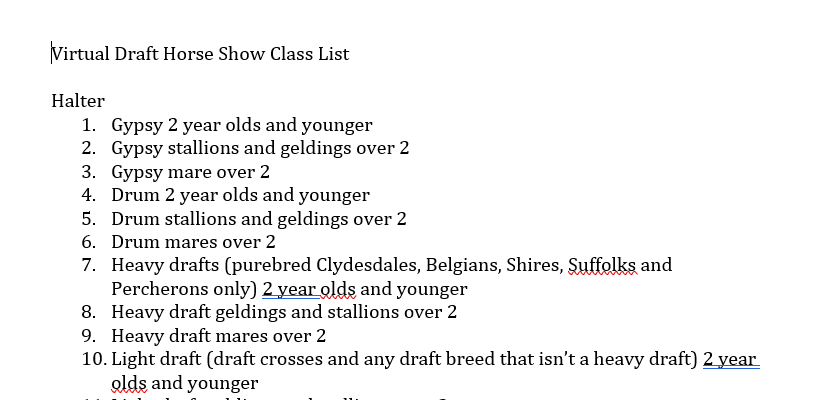 Virtual Draft Horse Show Class List
Halter
1. Gypsy 2 year olds and younger
2. Gypsy stallions and geldings over 2
3. Gypsy mare over 2
4. Drum 2 year olds and younger
5. Drum stallions and geldings over 2
6. Drum mares over 2
7. Heavy drafts (purebred Clydesdales, Belgians, Shires, Suffolks and
Percherons only) 2 year olds and younger
8. Heavy draft geldings and stallions over 2
9. Heavy draft mares over 2
10. Light draft (draft crosses and any draft breed that isn't a heavy draft) 2 year
olds and younger